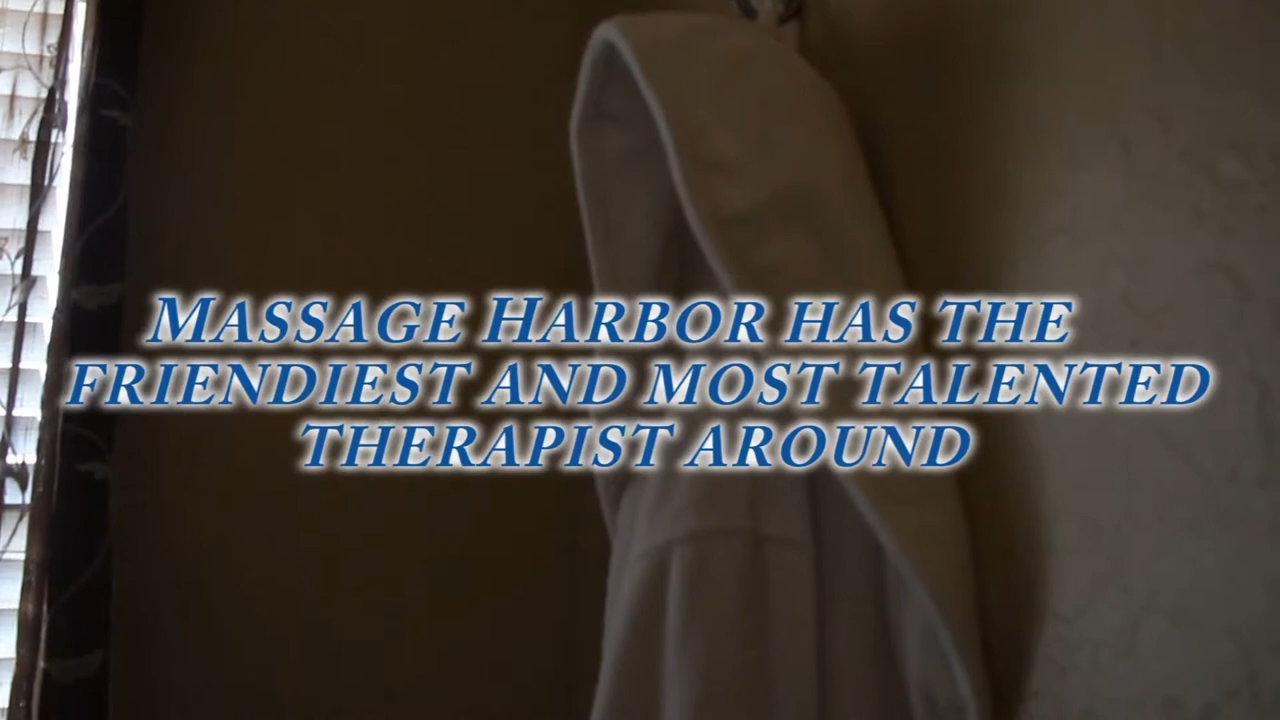 MASSAGE HARBOR HAS THE
FRIENDIEST AND MOST TALENTED
THERAPIST AROUND